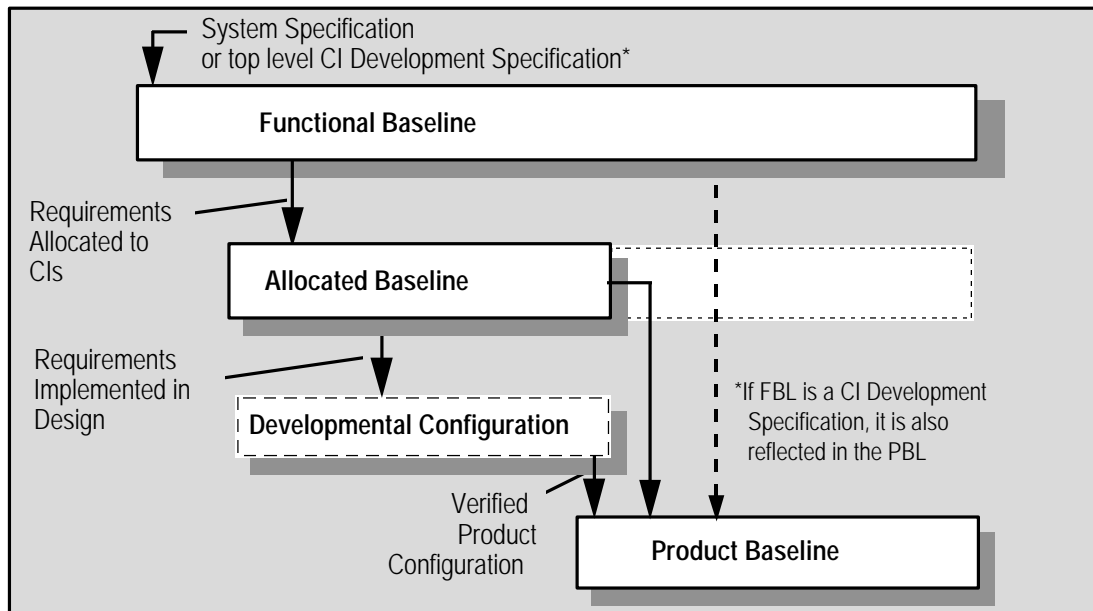 System Specification
or top level CI Development Specification*
Functional Baseline
Requirements
Allocated to
CIs
Allocated Baseline
Requirements
Implemented in
Design
*If FBL is a CI Development
Specification, it is also
reflected in the PBL
Developmental Configuration
Verified
Product
Configuration
Product Baseline